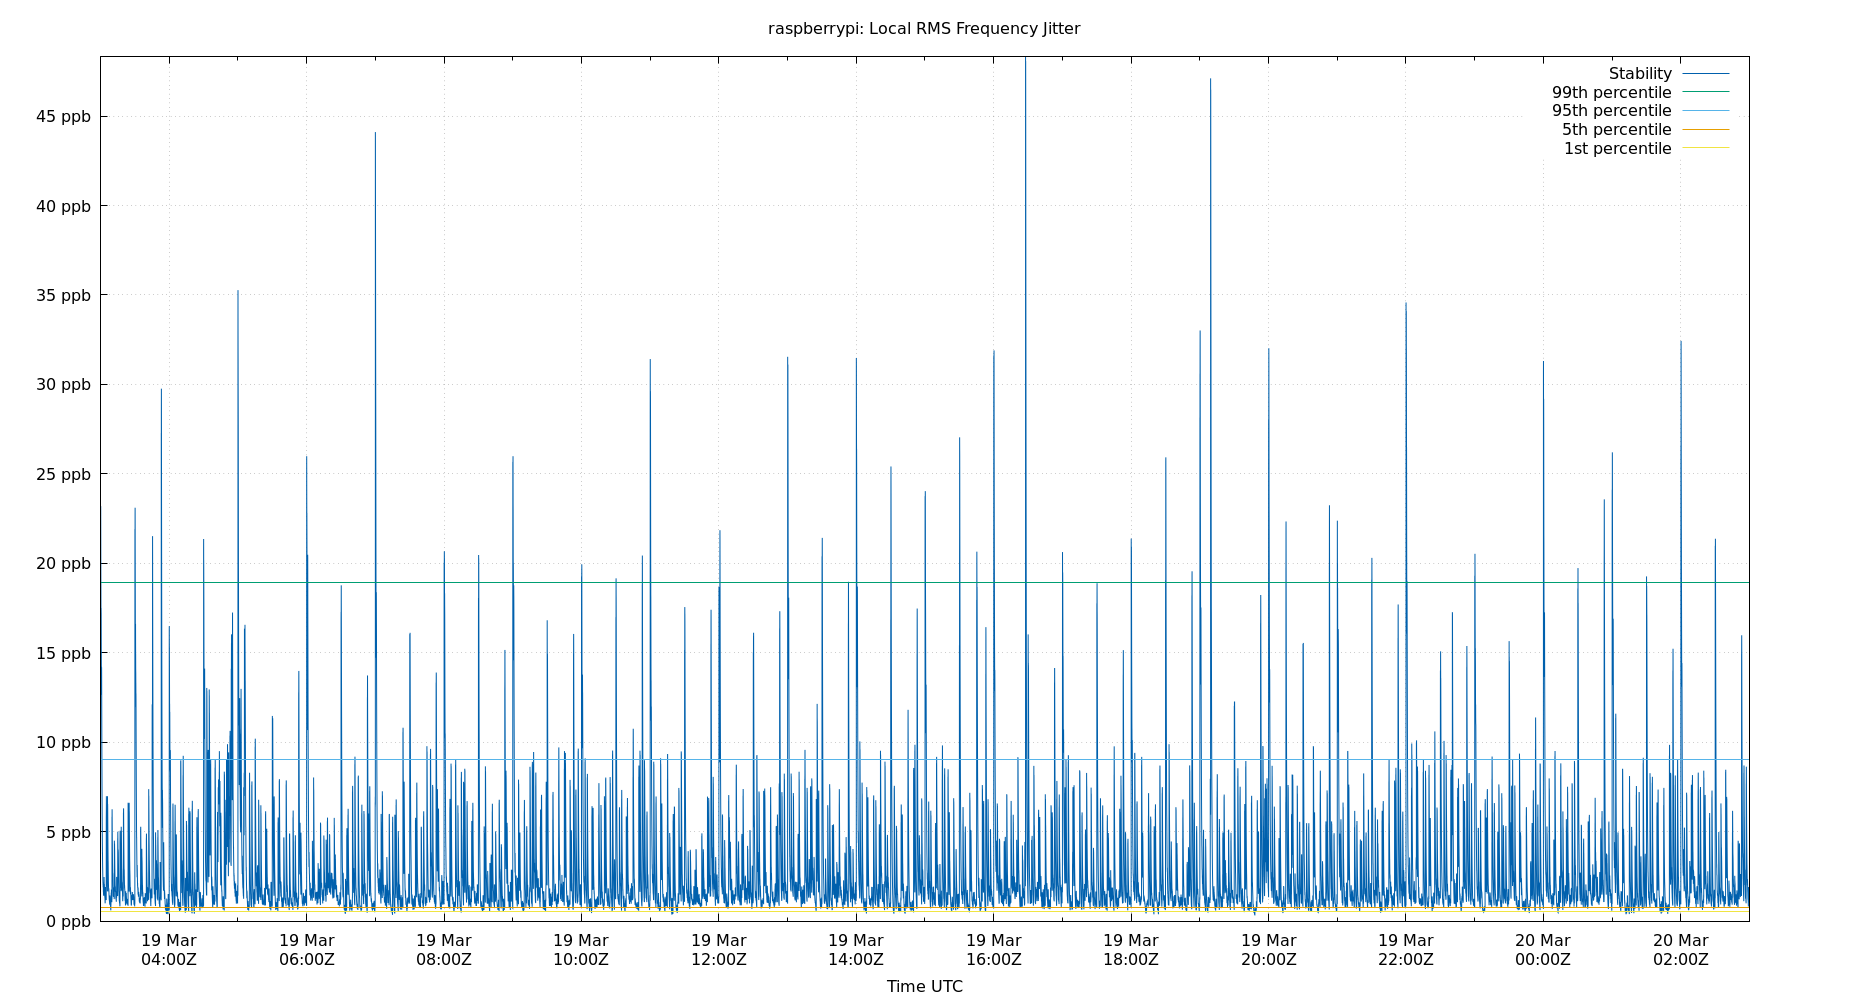 raspberrypi: Local RMS Frequency Jitter
Stability
99th percentile
95th percentile
5th percentile
1st percentile
45 ppb
40 ppb
35 ppb
30 ppb
25 ppb
20 ppb
15 ppb
10 ppb
5 ppb
0 ppb
19 Mar 19 Mar 19 Mar 19 Mar 19 Mar 19 Mar 19 Mar 19 Mar 19 Mar 19 Mar 20 Mar 20 Mar
04:00Z 06:00Z 08:00Z 10:00Z 12:00Z 14:00Z 16:00Z 18:00Z 20:00Z 22:00Z 00:00Z 02:00Z
Time UTC